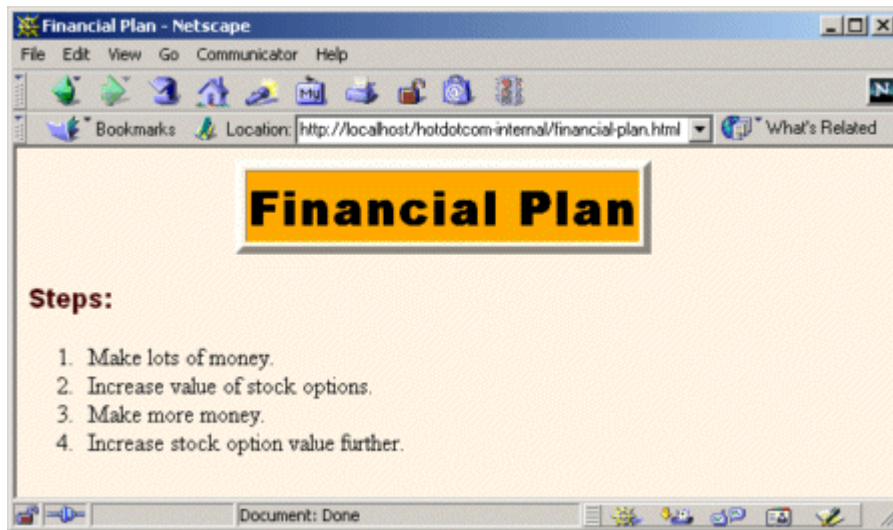 Financial Plan - Netscape
File Edit View Go Communicator Help
My
N
Bookmarks Location: http://localhost/hotdotcom-internal/financial-plan.html What's Related
Financial Plan
Steps:
1. Make lots of money.
2. Increase value of stock options.
3. Make more money.
4. Increase stock option value further.
Document: Done